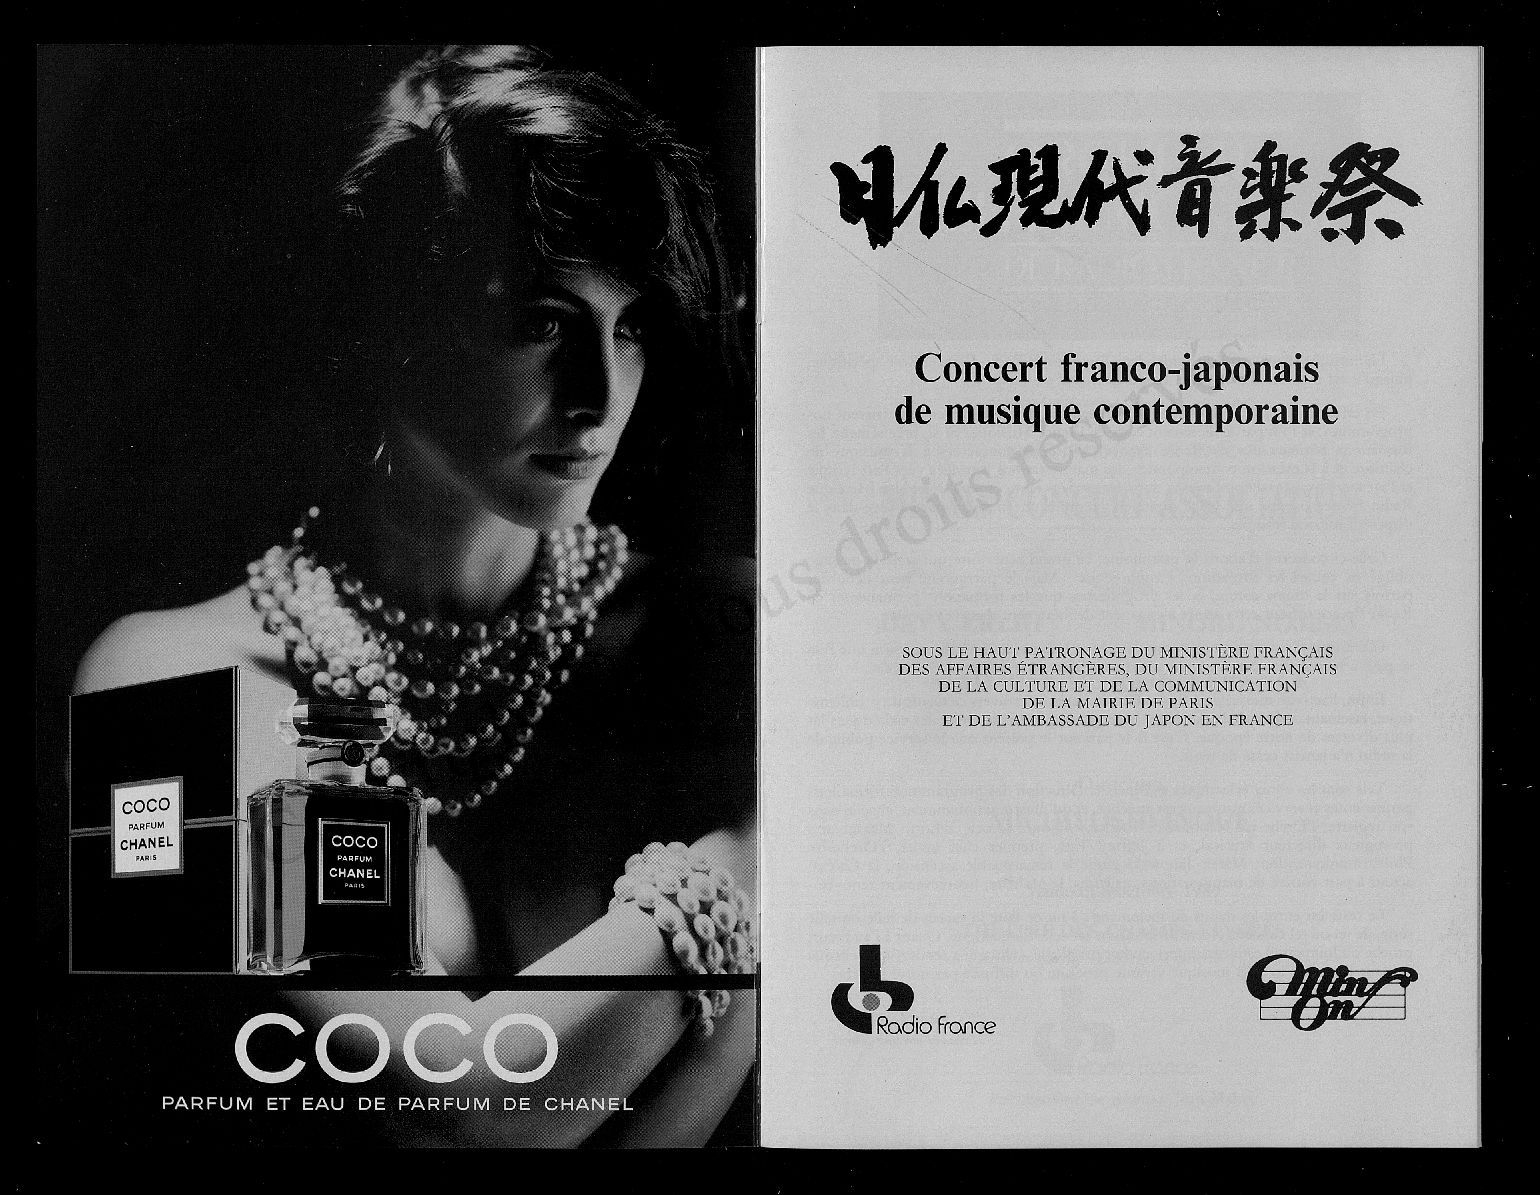 COCO
PARFUM
CHANEL
PARIS
COCO
PARFUM
CHANEL
PARIS
COCO
PARFUM ET EAU DE PARFUM DE CHANEL
日仏現代音楽祭
Concert franco-japonais
de musique contemporaine
tous droits reservés
SOUS LE HAUT PATRONAGE DU MINISTÈRE FRANÇAIS
DES AFFAIRES ÉTRANGÈRES, DU MINISTÈRE FRANÇAIS
DE LA CULTURE ET DE LA COMMUNICATION
DE LA MAIRIE DE PARIS
ET DE L'AMBASSADE DU JAPON EN FRANCE
Radio France
Min
On